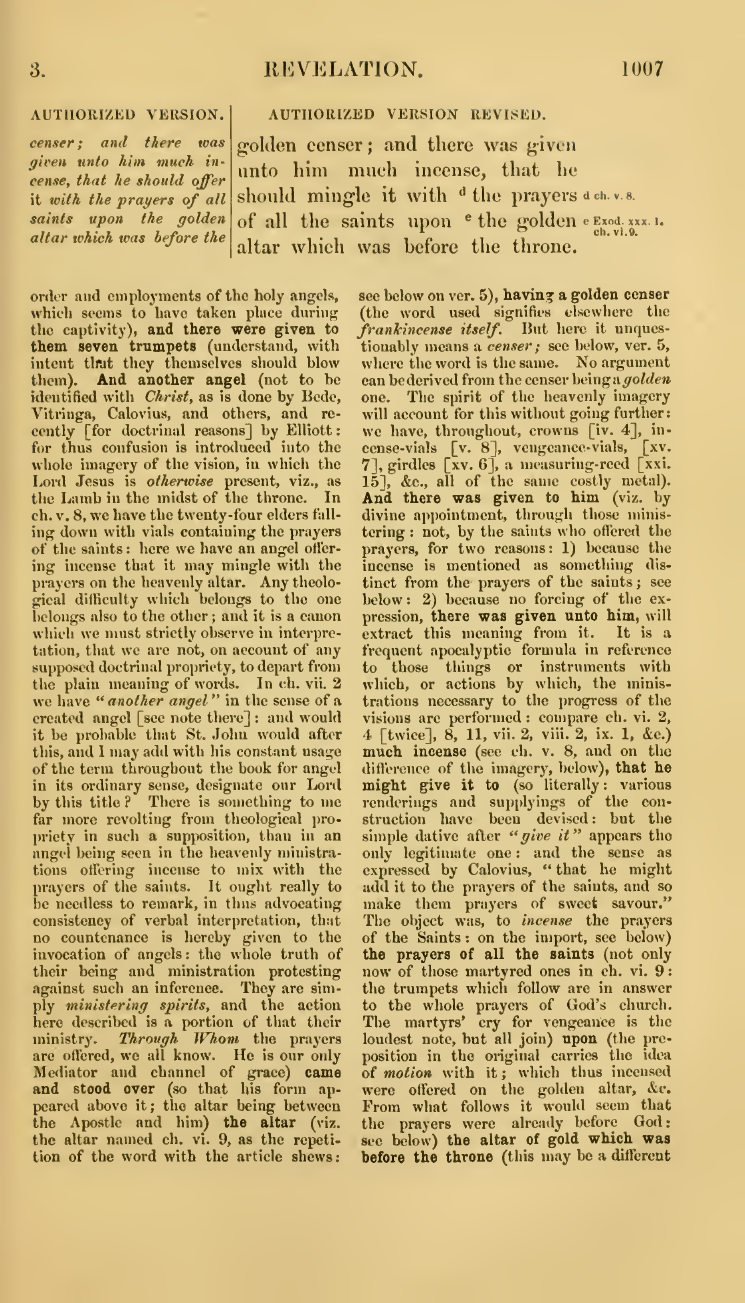 3.
REVELATION.
1007
AUTHORIZED VERSION.
censer; and there was
given unto him much in-
cense, that he should offer
it with the prayers of all
saints upon the golden
altar which was before the
AUTHORIZED VERSION REVISED.
golden censer; and there was given
unto him much incense, that he
should mingle it with d the prayers
of all the saints upon e the golden
altar which was before the throne.
d ch. v. 8.
e Exod. xxx. 1.
ch. vi. 9.
order and employments of the holy angels,
which seems to have taken place during
the captivity), and there were given to
them seven trumpets (understand, with
intent that they themselves should blow
them). And another angel (not to be
identified with Christ, as is done by Bede,
Vitringa, Calovius, and others, and re-
cently [for doctrinal reasons] by Elliott:
for thus confusion is introduced into the
whole imagery of the vision, in which the
Lord Jesus is otherwise present, viz., as
the Lamb in the midst of the throne. In
ch. v. 8, we have the twenty-four elders fall-
ing down with vials containing the prayers
of the saints: here we have an angel offer-
ing incense that it may mingle with the
prayers on the heavenly altar. Any theolo-
gical difficulty which belongs to the one
belongs also to the other; and it is a canon
which we must strictly observe in interpre-
tation, that we are not, on account of any
supposed doctrinal propriety, to depart from
the plain meaning of words. In ch. vii. 2
we have "another angel" in the sense of a
created angel [see note there]: and would
it be probable that St. John would after
this, and I may add with his constant usage
of the term throughout the book for angel
in its ordinary sense, designate our Lord
by this title? There is something to me
far more revolting from theological pro-
priety in such a supposition, than in an
angel being seen in the heavenly ministra-
tions offering incense to mix with the
prayers of the saints. It ought really to
be needless to remark, in thus advocating
consistency of verbal interpretation, that
no countenance is hereby given to the
invocation of angels: the whole truth of
their being and ministration protesting
against such an inference. They are sim-
ply ministering spirits, and the action
here described is a portion of that their
ministry. Through Whom the prayers
are offered, we all know. He is our only
Mediator and channel of grace) came
and stood over (so that his form ap-
peared above it; the altar being between
the Apostle and him) the altar (viz.
the altar named ch. vi. 9, as the repeti-
tion of the word with the article shews:
see below on ver. 5), having a golden censer
(the word used signifies elsewhere the
frankincense itself. But here it unques-
tionably means a censer; see below, ver. 5,
where the word is the same. No argument
can be derived from the censer being a golden
one. The spirit of the heavenly imagery
will account for this without going further:
we have, throughout, crowns [iv. 4], in-
cense-vials [v. 8], vengeance-vials, [xv.
7], girdles [xv. 6], a measuring-reed [xxi.
15], &c., all of the same costly metal).
And there was given to him (viz. by
divine appointment, through those minis-
tering: not, by the saints who offered the
prayers, for two reasons: 1) because the
incense is mentioned as something dis-
tinct from the prayers of the saints; see
below: 2) because no forcing of the ex-
pression, there was given unto him, will
extract this meaning from it. It is a
frequent apocalyptic formula in reference
to those things or instruments with
which, or actions by which, the minis-
trations necessary to the progress of the
visions are performed: compare ch. vi. 2,
4 [twice], 8, 11, vii. 2, viii. 2, ix. 1, &c.)
much incense (see ch. v. 8, and on the
difference of the imagery, below), that he
might give it to (so literally: various
renderings and supplyings of the con-
struction have been devised: but the
simple dative after "give it" appears the
only legitimate one: and the sense as
expressed by Calovius, "that he might
add it to the prayers of the saints, and so
make them prayers of sweet savour."
The object was, to incense the prayers
of the Saints: on the import, see below)
the prayers of all the saints (not only
now of those martyred ones in ch. vi. 9:
the trumpets which follow are in answer
to the whole prayers of God's church.
The martyrs' cry for vengeance is the
loudest note, but all join) upon (the pre-
position in the original carries the idea
of motion with it; which thus incensed
were offered on the golden altar, &c.
From what follows it would seem that
the prayers were already before God:
see below) the altar of gold which was
before the throne (this may be a different